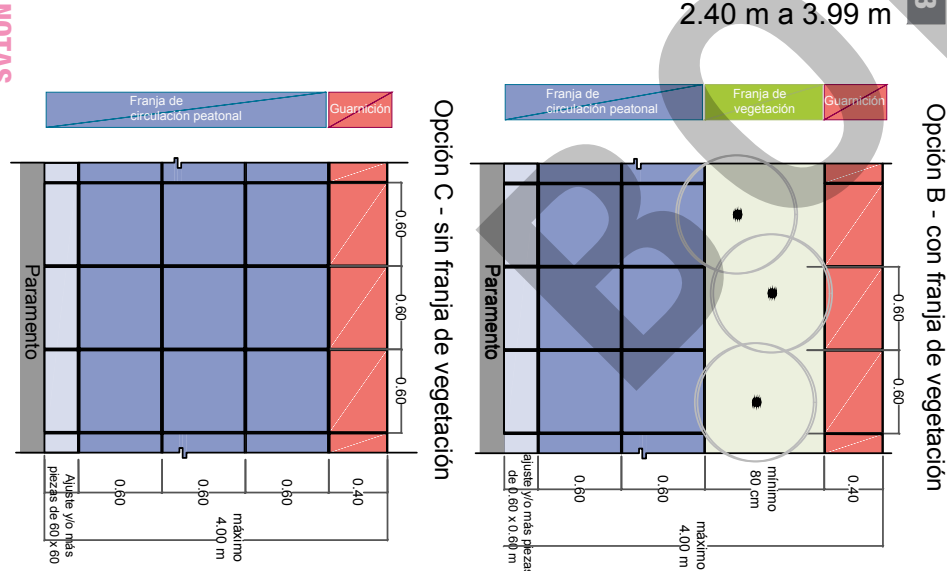 3
2.40 m a 3.99 m
Opción B - con franja de vegetación
Franja de
circulación peatonal
Franja de
vegetación
Guarnición
0.60
0.60
0.60
Paramento
0.40
mínimo
80 cm
0.60
0.60
ajuste y/o más piezas
de 0.60 x 0.60 m
máximo
4.00 m
Opción C - sin franja de vegetación
Franja de
circulación peatonal
Guarnición
0.60
0.60
0.60
Paramento
0.40
0.60
0.60
0.60
Ajuste y/o más
piezas de 60 x 60
máximo
4.00 m
NOTAS
BO